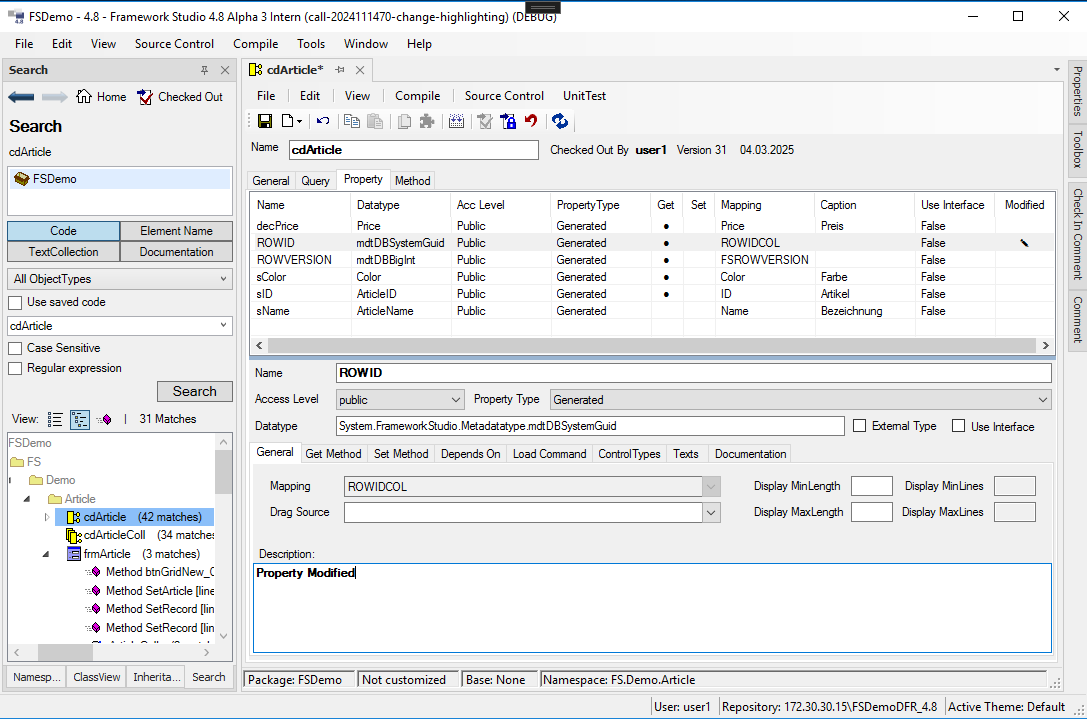 FSDemo - 4.8 - Framework Studio 4.8 Alpha 3 Intern (call-2024111470-change-highlighting) (DEBUG)
File Edit View Source Control Compile Tools Window Help
Search
Home Checked Out
Search
cdArticle
FSDemo
Code Element Name
TextCollection Documentation
All ObjectTypes
Use saved code
cdArticle
Case Sensitive
Regular expression
Search
View: 31 Matches
FSDemo
FS
Demo
Article
cdArticle (42 matches)
cdArticleColl (34 matches
frmArticle (3 matches)
Method btnGridNew_C
Method SetArticle [line
Method SetRecord [lin
Method SetRecord [lin
Namesp... ClassView Inherita... Search
cdArticle*
File Edit View Compile Source Control UnitTest
Name cdArticle Checked Out By user1 Version 31 04.03.2025
General Query Property Method
Name Datatype Acc Level PropertyType Get Set Mapping Caption Use Interface Modified
decPrice Price Public Generated ● Price Preis False
ROWID mdtDBSystemGuid Public Generated ● ROWIDCOL False
ROWVERSION mdtDBBigInt Public Generated ● FSROWVERSION False
sColor Color Public Generated ● Color Farbe False
sID ArticleID Public Generated ● ID Artikel False
sName ArticleName Public Generated Name Bezeichnung False
Name ROWID
Access Level public Property Type Generated
Datatype System.FrameworkStudio.Metadatatype.mdtDBSystemGuid External Type Use Interface
General Get Method Set Method Depends On Load Command ControlTypes Texts Documentation
Mapping ROWIDCOL Display MinLength Display MinLines
Drag Source Display MaxLength Display MaxLines
Description:
Property Modified
Package: FSDemo Not customized Base: None Namespace: FS.Demo.Article
Properties
Toolbox
Check In Comment
Comment
User: user1 Repository: 172.30.30.15\FSDemoDFR_4.8 Active Theme: Default